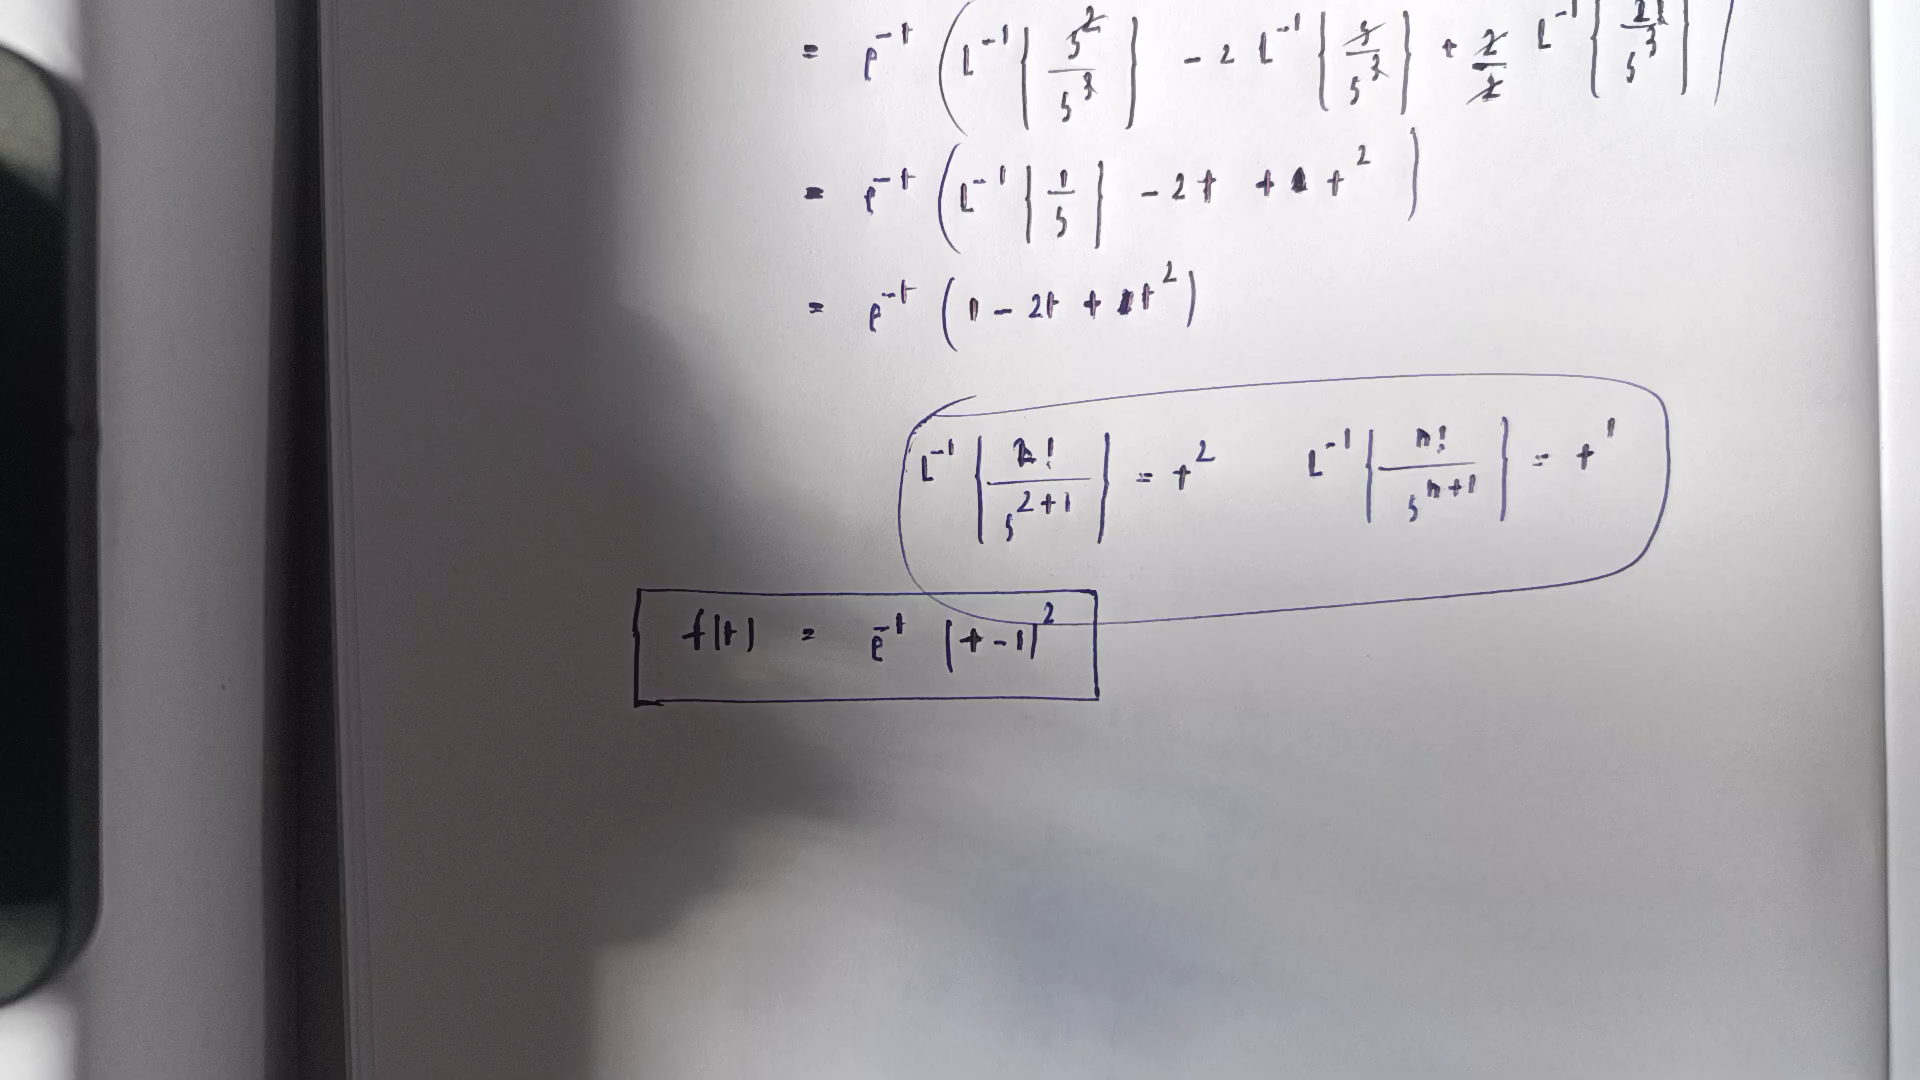 = e^-t ( L^-1 { s^2 / s^3 } - 2 L^-1 { s / s^3 } + 2/2 L^-1 { 2! / s^3 } )
= e^-t ( L^-1 { 1 / s } - 2t + t^2 )
= e^-t ( 1 - 2t + t^2 )
L^-1 { 2! / s^2+1 } = t^2    L^-1 { n! / s^n+1 } = t^1
f(t) = e^-t (t-1)^2